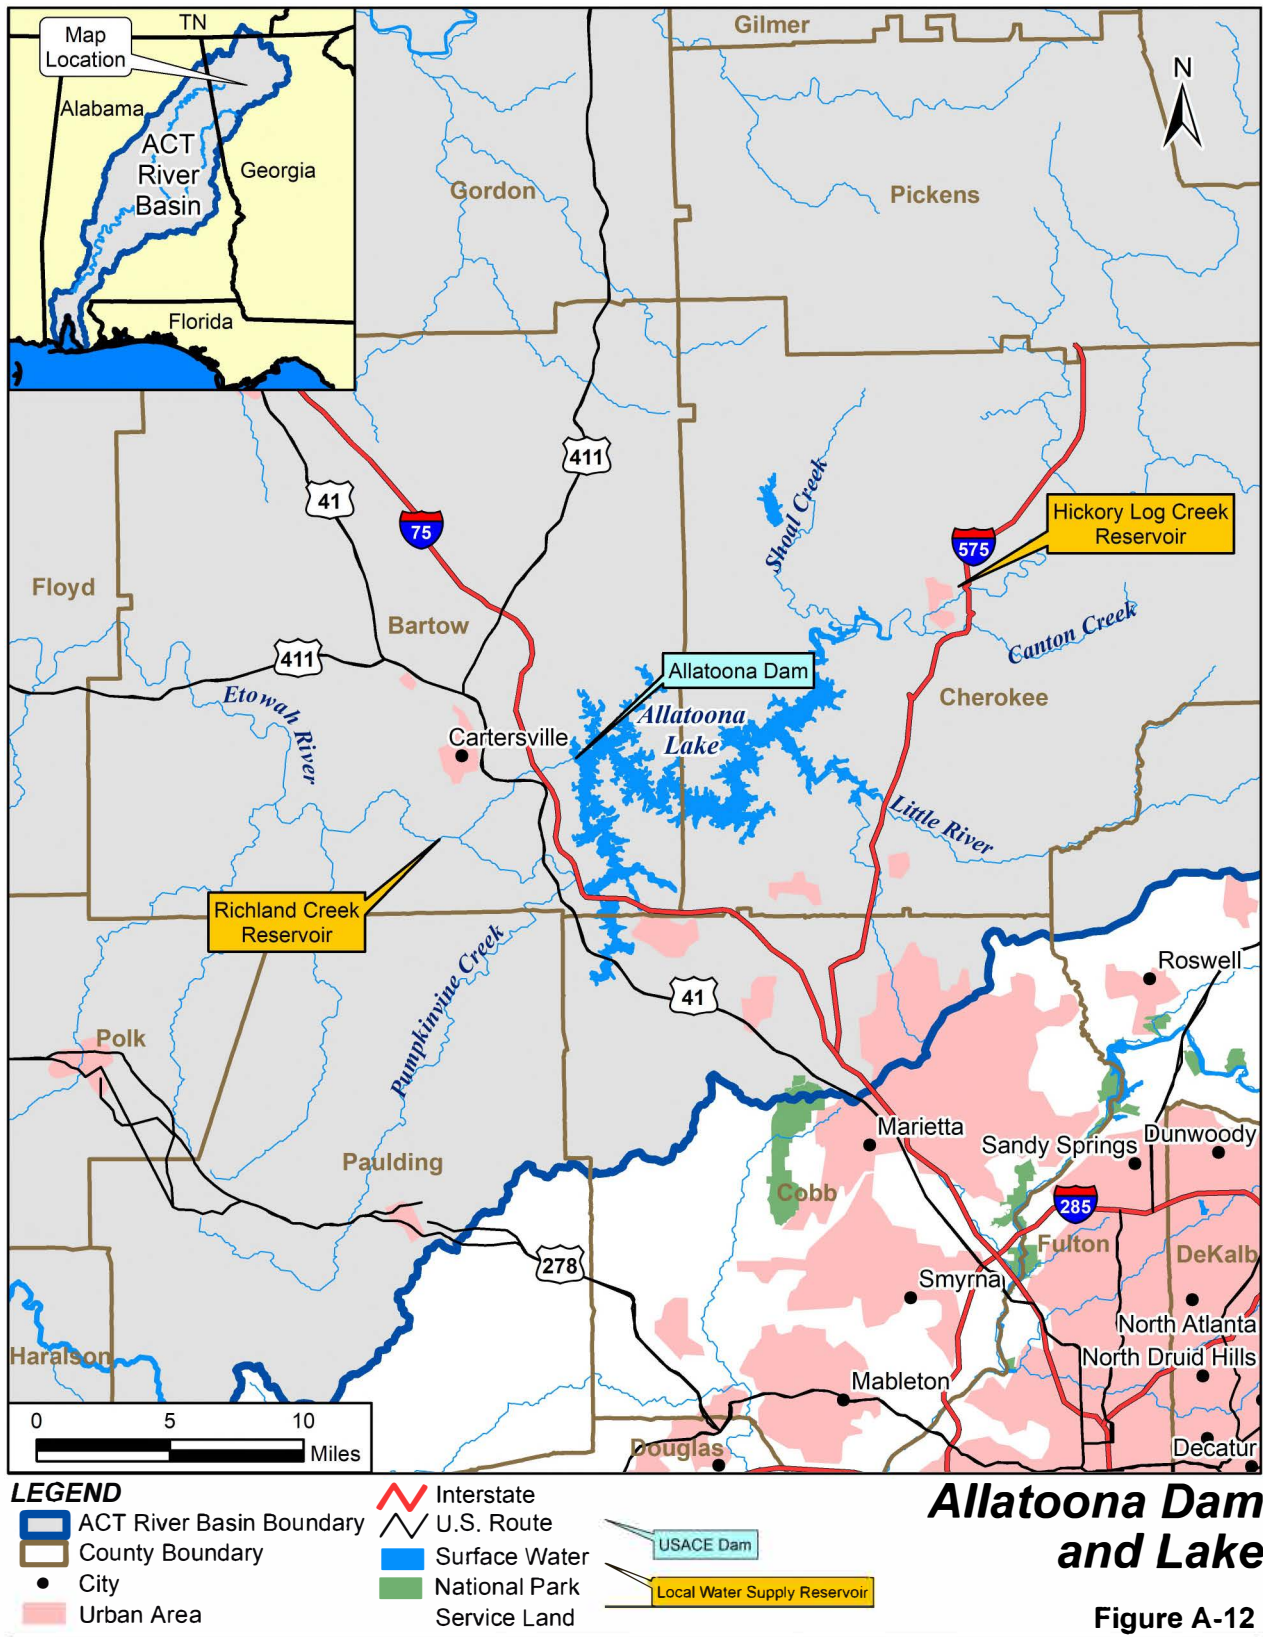 TN
Map
Location
Alabama
ACT
River
Basin
Georgia
Florida
Gilmer
N
Gordon
Pickens
411
41
75
Shoal Creek
575
Hickory Log Creek
Reservoir
Floyd
Bartow
Canton Creek
411
Etowah River
Allatoona Dam
Cherokee
Allatoona
Lake
Cartersville
Little River
Richland Creek
Reservoir
Pumpkinvine Creek
Roswell
41
Polk
Marietta
Sandy Springs
Dunwoody
Paulding
Cobb
285
Fulton
DeKalb
278
Smyrna
North Atlanta
Haralson
North Druid Hills
Mableton
Douglas
Decatur
0 5 10
Miles
LEGEND
ACT River Basin Boundary
County Boundary
City
Urban Area
Interstate
U.S. Route
Surface Water
National Park
Service Land
USACE Dam
Local Water Supply Reservoir
Allatoona Dam
and Lake
Figure A-12